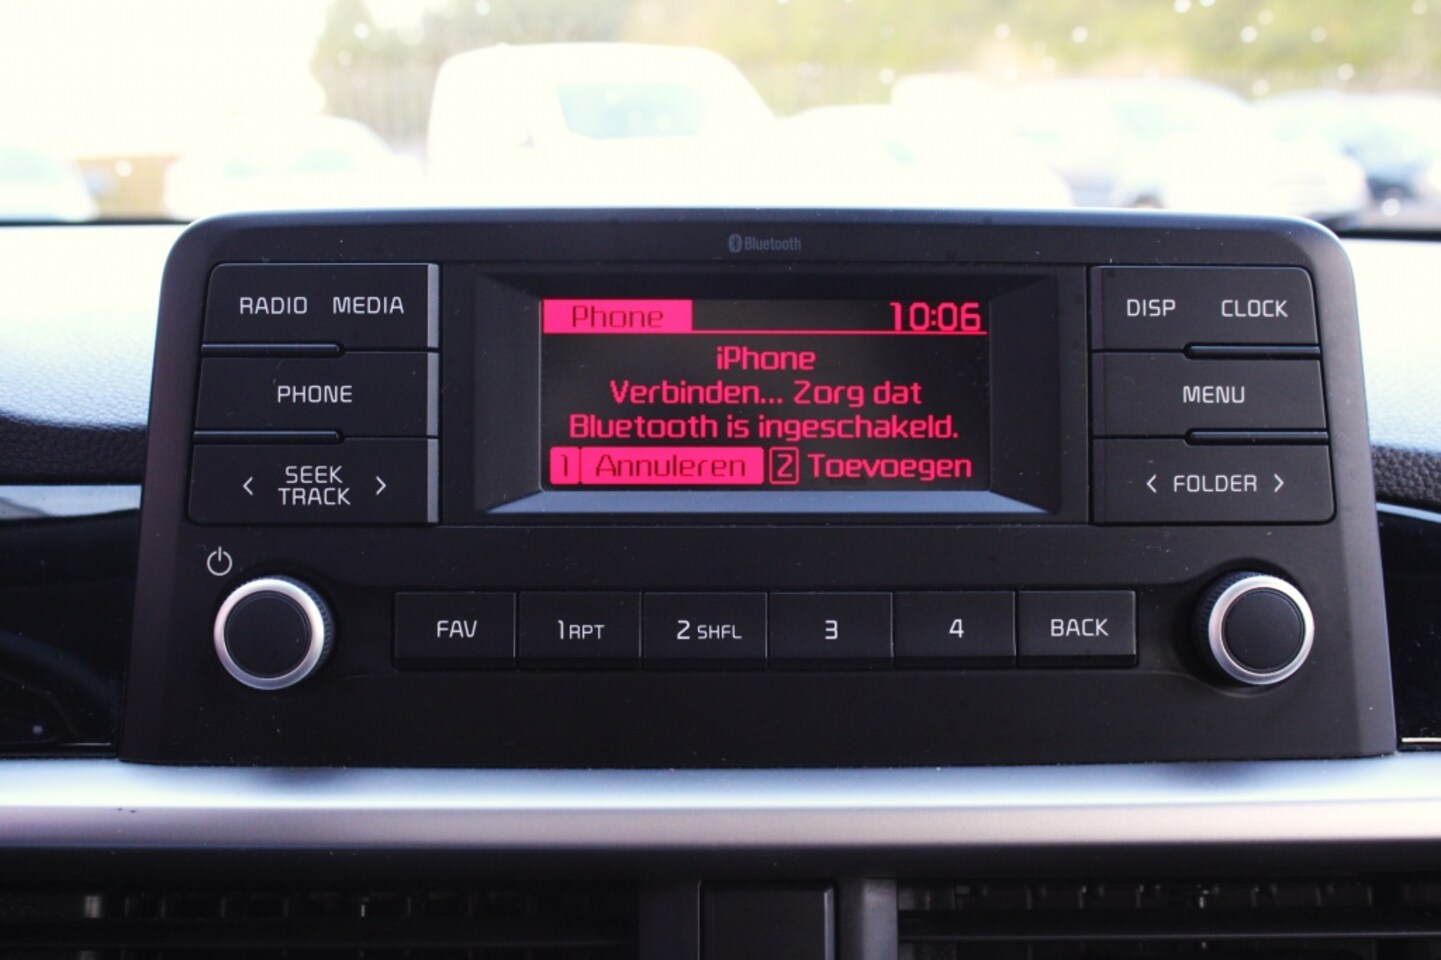 Bluetooth
RADIO MEDIA
PHONE
< SEEK TRACK >
Phone 10:06
iPhone
Verbinden... Zorg dat
Bluetooth is ingeschakeld.
1 Annuleren 2 Toevoegen
DISP CLOCK
MENU
< FOLDER >
FAV 1 RPT 2 SHFL 3 4 BACK